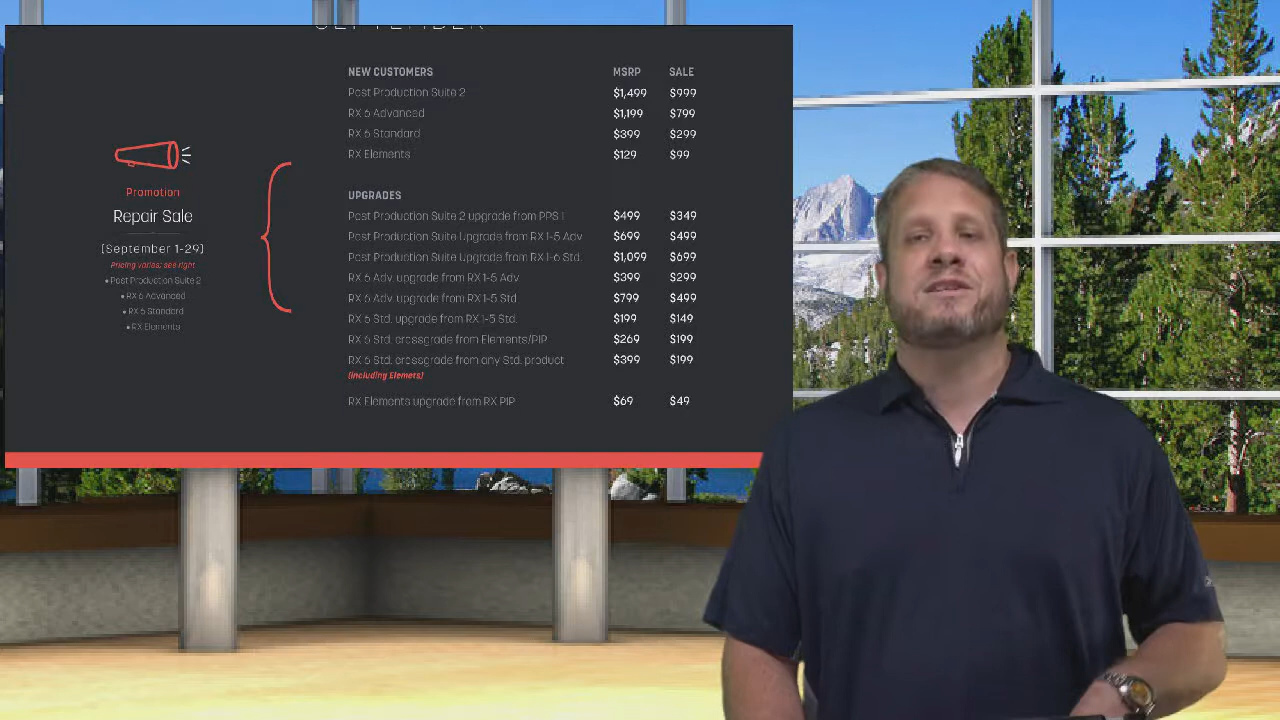 SEPTEMBER
Promotion
Repair Sale
[September 1-29]
Pricing varies; see right
• Post Production Suite 2
• RX 6 Advanced
• RX 6 Standard
• RX Elements
NEW CUSTOMERS MSRP SALE
Post Production Suite 2 $1,499 $999
RX 6 Advanced $1,199 $799
RX 6 Standard $399 $299
RX Elements $129 $99
UPGRADES
Post Production Suite 2 upgrade from PPS 1 $499 $349
Post Production Suite Upgrade from RX 1-5 Adv $699 $499
Post Production Suite Upgrade from RX 1-6 Std. $1,099 $699
RX 6 Adv. upgrade from RX 1-5 Adv $399 $299
RX 6 Adv. upgrade from RX 1-5 Std $799 $499
RX 6 Std. upgrade from RX 1-5 Std. $199 $149
RX 6 Std. crossgrade from Elements/PIP $269 $199
RX 6 Std. crossgrade from any Std. product $399 $199
(including Elemets)
RX Elements upgrade from RX PIP $69 $49